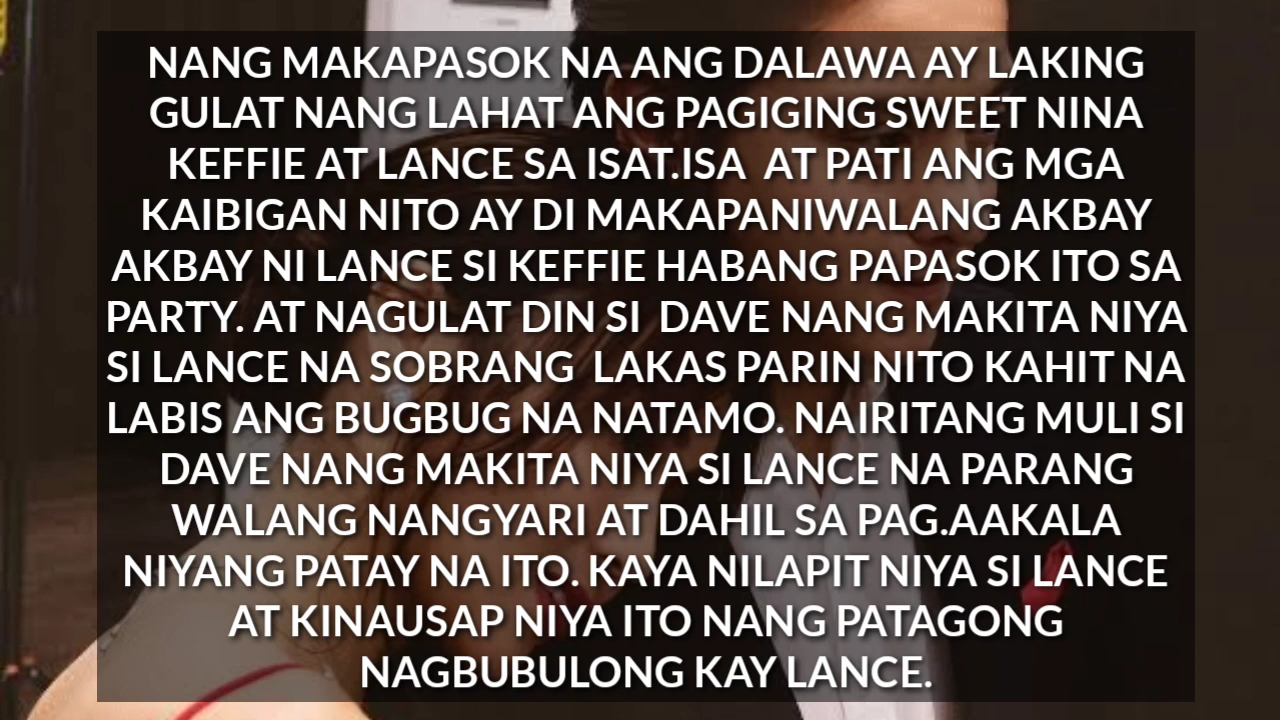 NANG MAKAPASOK NA ANG DALAWA AY LAKING
GULAT NANG LAHAT ANG PAGIGING SWEET NINA
KEFFIE AT LANCE SA ISAT.ISA  AT PATI ANG MGA
KAIBIGAN NITO AY DI MAKAPANIWALANG AKBAY
AKBAY NI LANCE SI KEFFIE HABANG PAPASOK ITO SA
PARTY. AT NAGULAT DIN SI  DAVE NANG MAKITA NIYA
SI LANCE NA SOBRANG  LAKAS PARIN NITO KAHIT NA
LABIS ANG BUGBUG NA NATAMO. NAIRITANG MULI SI
DAVE NANG MAKITA NIYA SI LANCE NA PARANG
WALANG NANGYARI AT DAHIL SA PAG.AAKALA
NIYANG PATAY NA ITO. KAYA NILAPIT NIYA SI LANCE
AT KINAUSAP NIYA ITO NANG PATAGONG
NAGBUBULONG KAY LANCE.